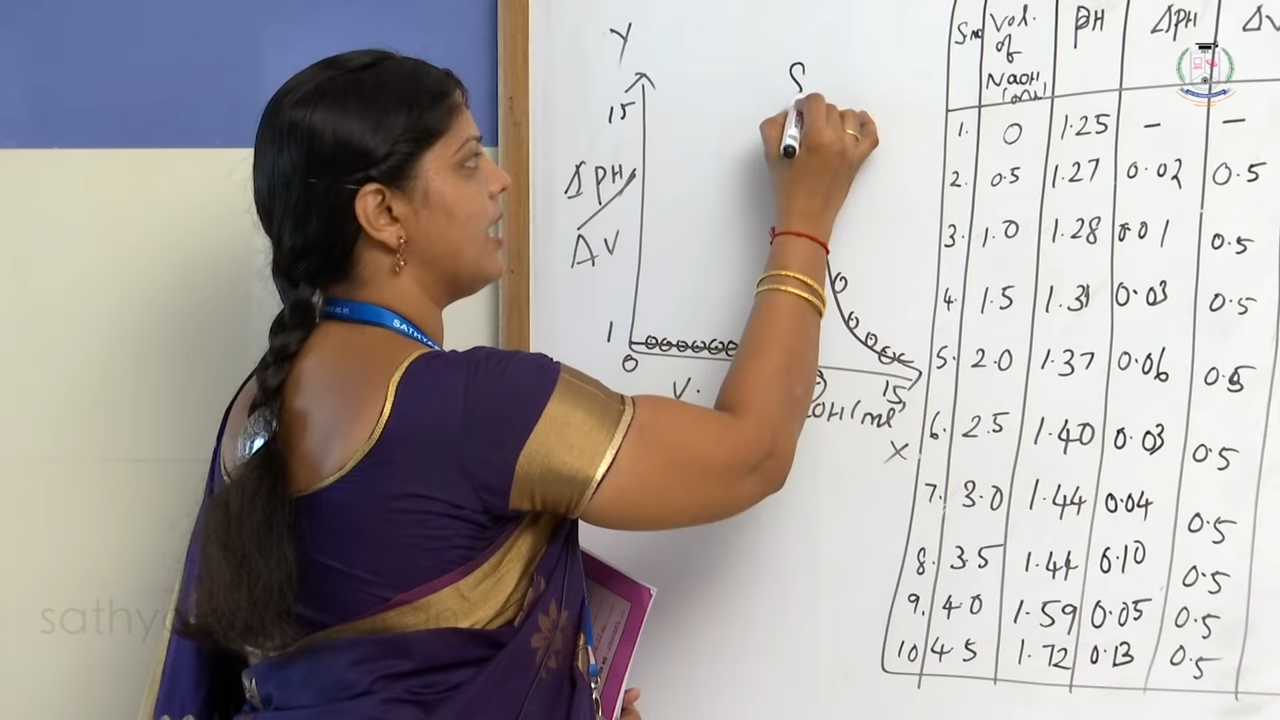 Y
15
ΔpH
ΔV
1
0
V.
OH (ml)
15
X
S
S.no Vol. of NaOH (ml) pH ΔpH ΔV
1. 0 1.25 – –
2. 0.5 1.27 0.02 0.5
3. 1.0 1.28 0.01 0.5
4. 1.5 1.31 0.03 0.5
5. 2.0 1.37 0.06 0.5
6. 2.5 1.40 0.03 0.5
7. 3.0 1.44 0.04 0.5
8. 3.5 1.44 0.10 0.5
9. 4.0 1.59 0.05 0.5
10 4.5 1.72 0.13 0.5
SATHYA
sathya